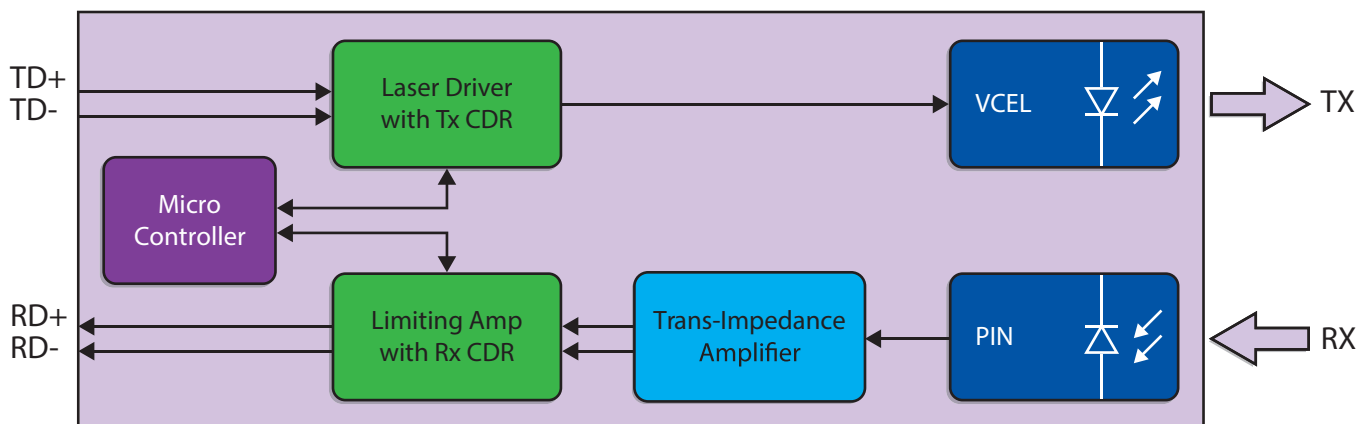 TD+
TD-
Laser Driver
with Tx CDR
VCEL
TX
Micro
Controller
RD+
RD-
Limiting Amp
with Rx CDR
Trans-Impedance
Amplifier
PIN
RX